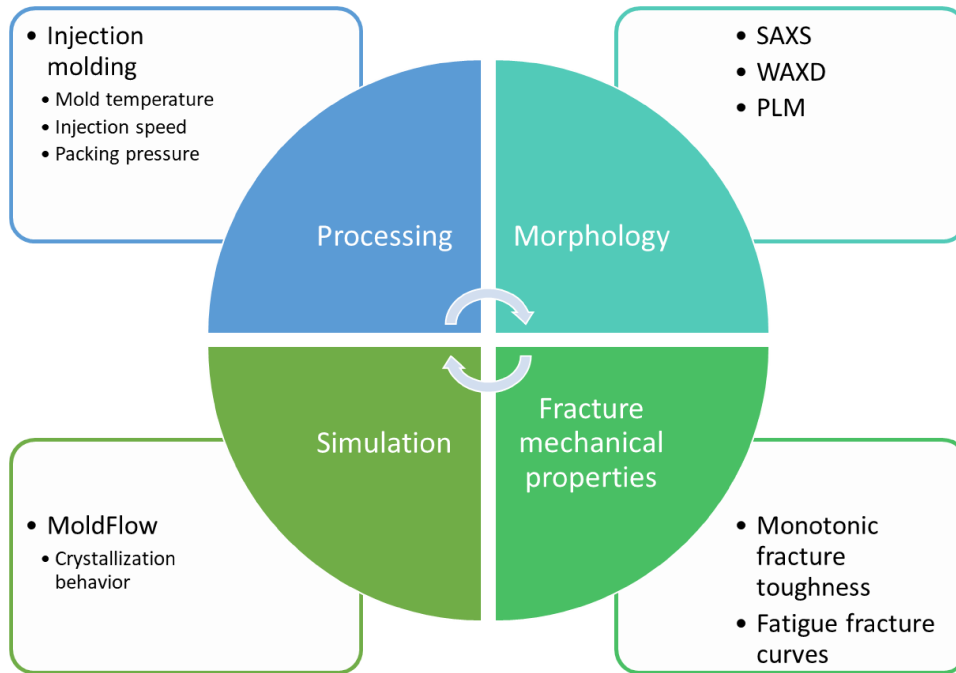 • Injection
molding
• Mold temperature
• Injection speed
• Packing pressure
• SAXS
• WAXD
• PLM
Processing
Morphology
Simulation
Fracture
mechanical
properties
• MoldFlow
• Crystallization
behavior
• Monotonic
fracture
toughness
• Fatigue fracture
curves